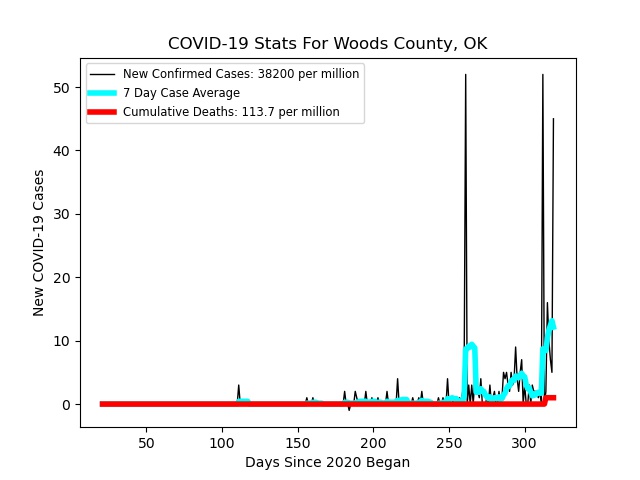 COVID-19 Stats For Woods County, OK
New Confirmed Cases: 38200 per million
7 Day Case Average
Cumulative Deaths: 113.7 per million
New COVID-19 Cases
50
40
30
20
10
0
50 100 150 200 250 300
Days Since 2020 Began